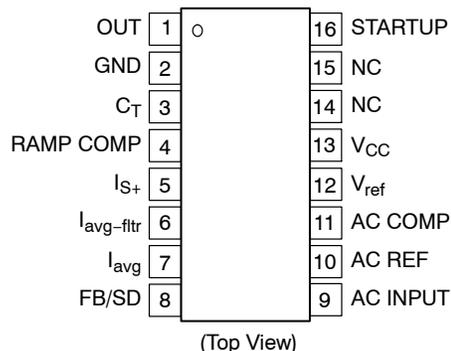 OUT 1 16 STARTUP
GND 2 15 NC
CT 3 14 NC
RAMP COMP 4 13 VCC
IS+ 5 12 Vref
Iavg−fltr 6 11 AC COMP
Iavg 7 10 AC REF
FB/SD 8 9 AC INPUT
(Top View)